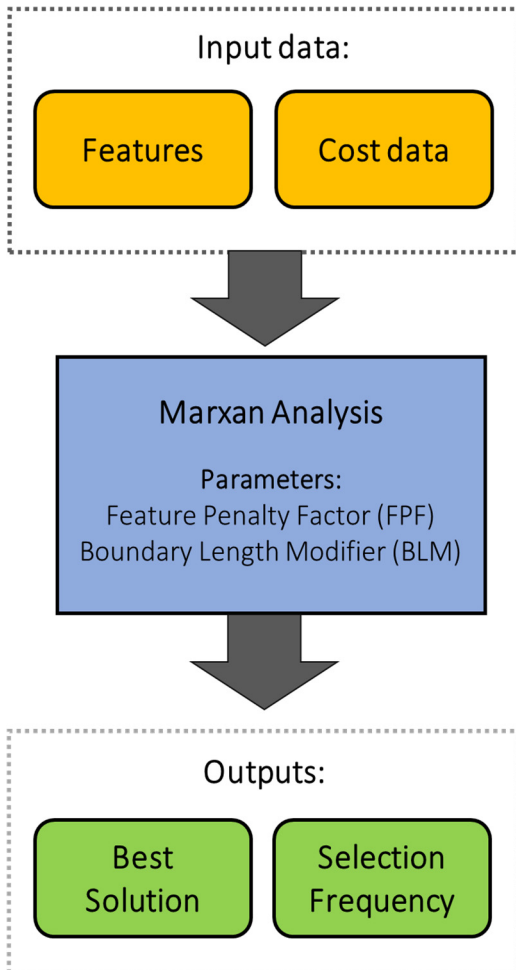 Input data:
Features
Cost data
Marxan Analysis
Parameters:
Feature Penalty Factor (FPF)
Boundary Length Modifier (BLM)
Outputs:
Best
Solution
Selection
Frequency